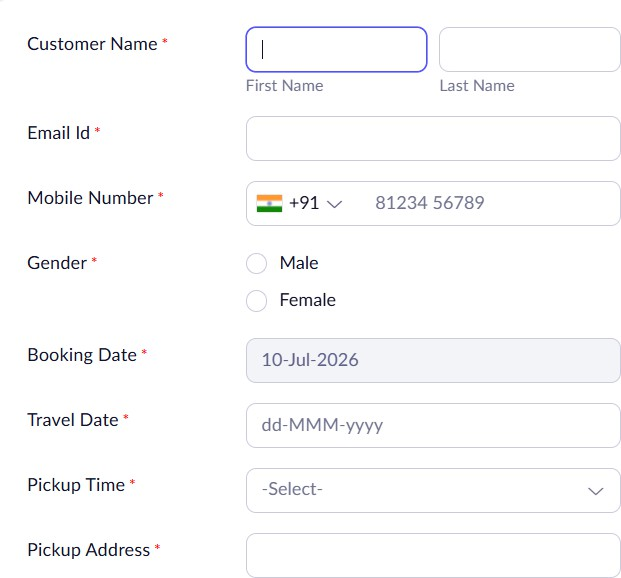 Customer Name *
First Name Last Name
Email Id *
Mobile Number * +91 81234 56789
Gender * Male
Female
Booking Date * 10-Jul-2026
Travel Date * dd-MMM-yyyy
Pickup Time * -Select-
Pickup Address *